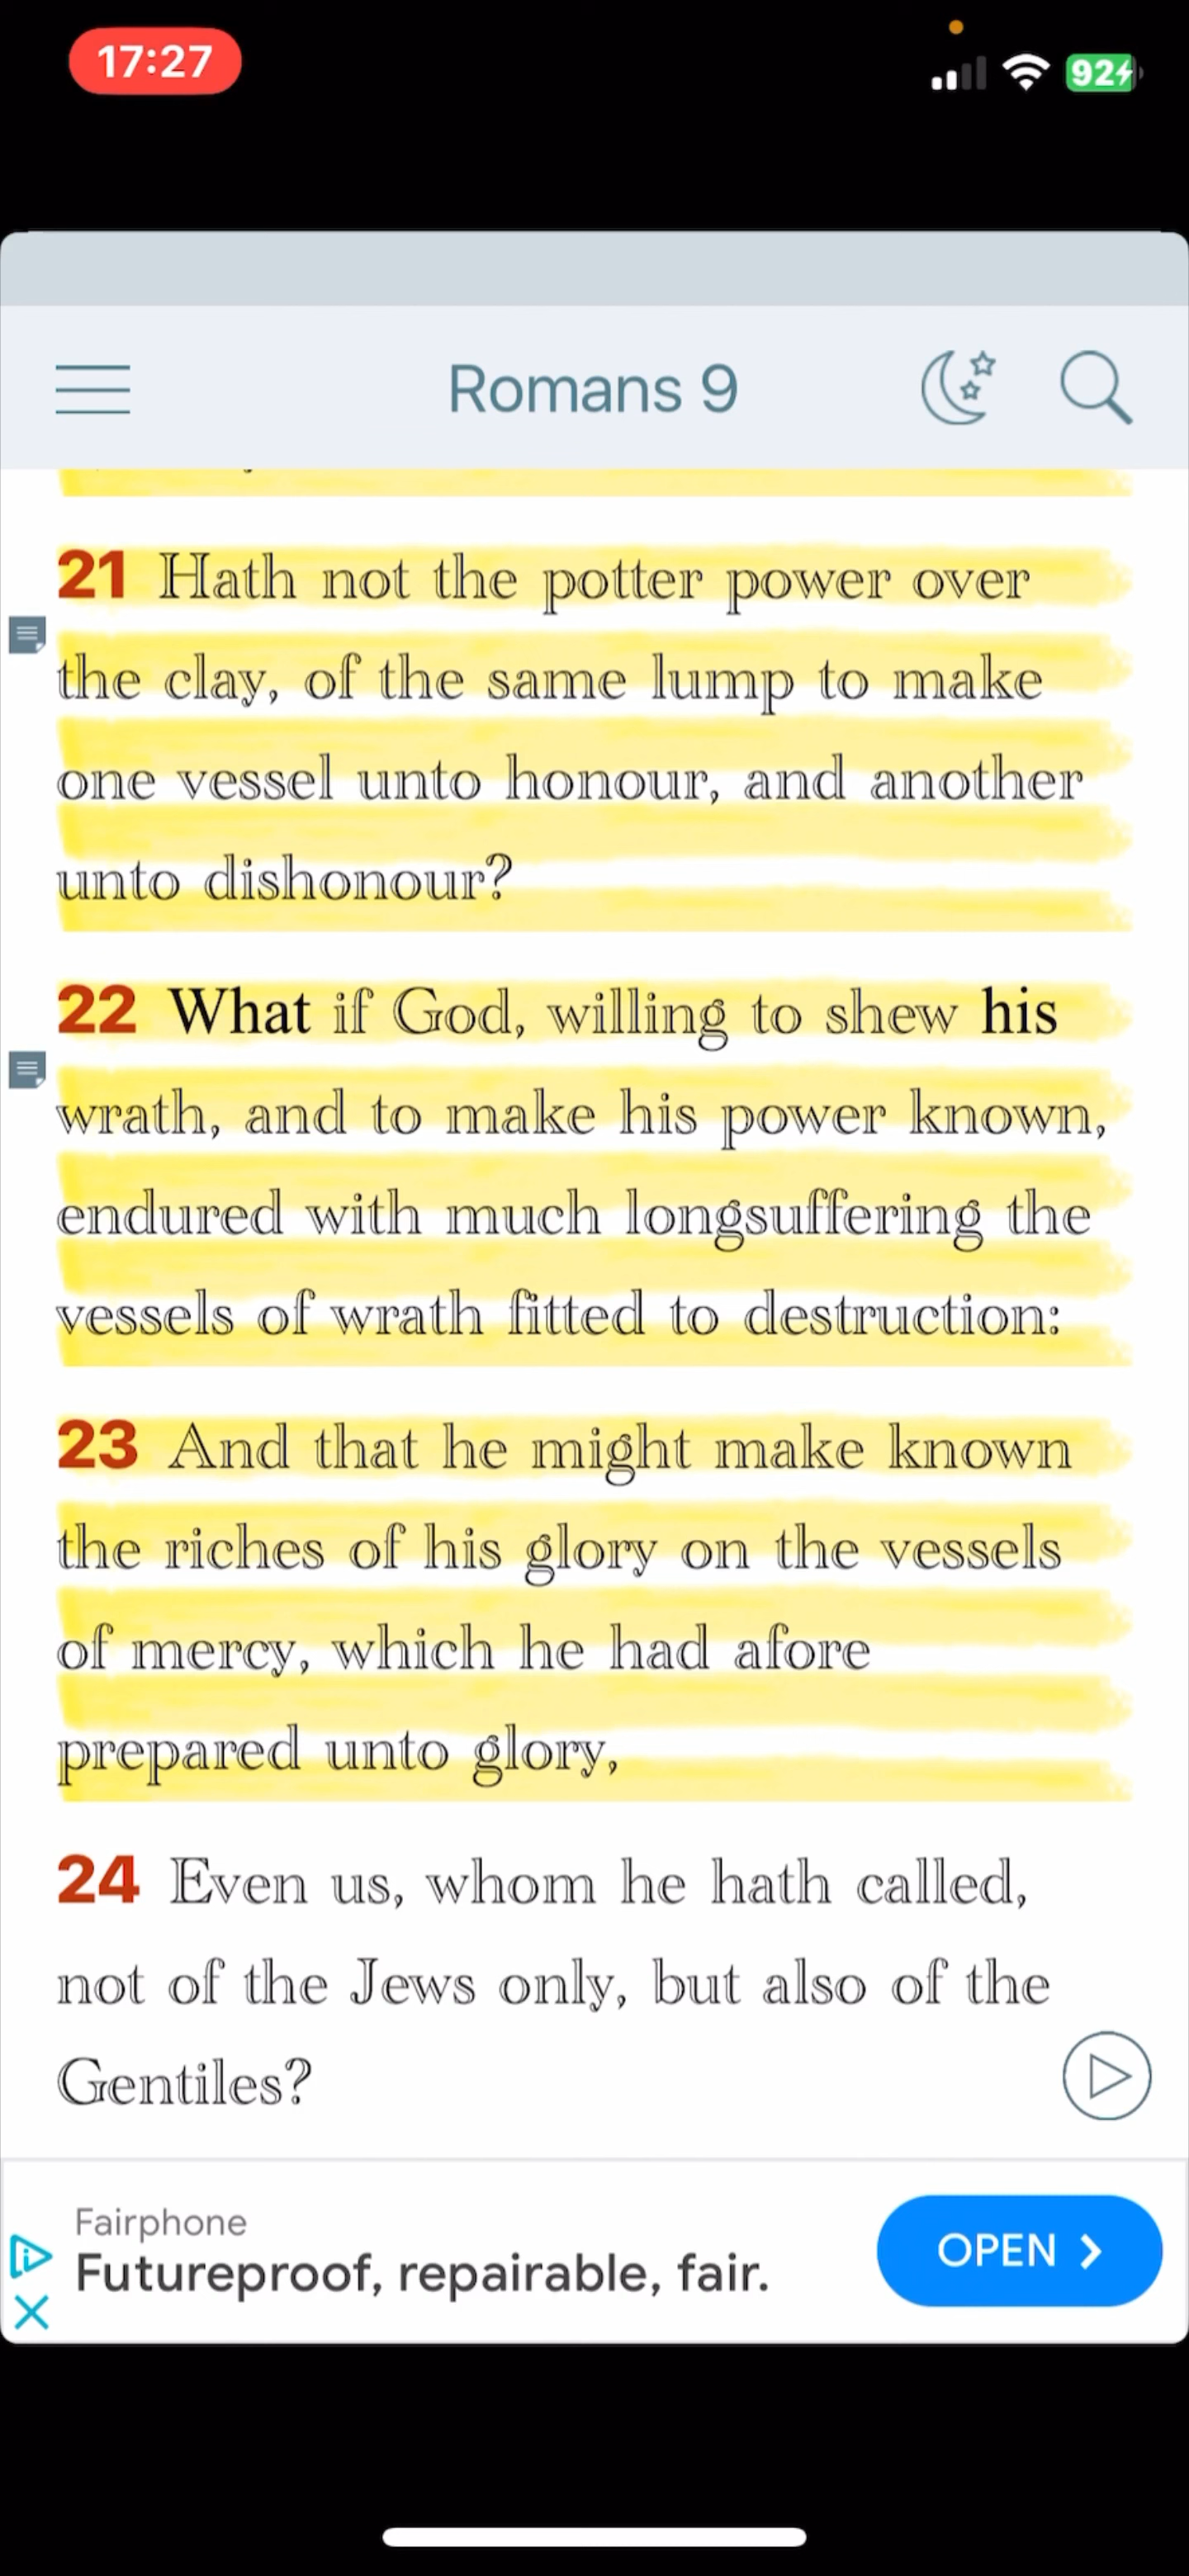 17:27
92
Romans 9
21 Hath not the potter power over
the clay, of the same lump to make
one vessel unto honour, and another
unto dishonour?
22 What if God, willing to shew his
wrath, and to make his power known,
endured with much longsuffering the
vessels of wrath fitted to destruction:
23 And that he might make known
the riches of his glory on the vessels
of mercy, which he had afore
prepared unto glory,
24 Even us, whom he hath called,
not of the Jews only, but also of the
Gentiles?
Fairphone
Futureproof, repairable, fair.
OPEN